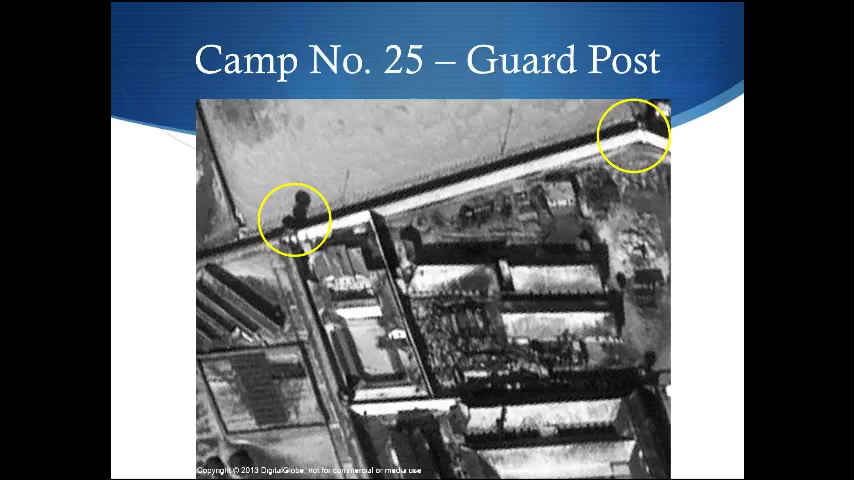 Camp No. 25 – Guard Post
Copyright © 2013 DigitalGlobe, not for commercial or media use